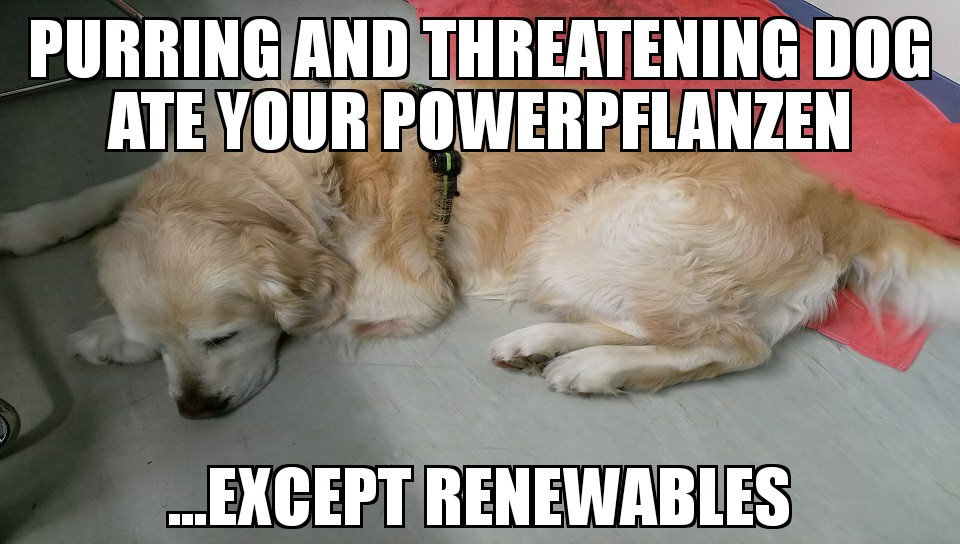 PURRING AND THREATENING DOG
ATE YOUR POWERPFLANZEN
...EXCEPT RENEWABLES